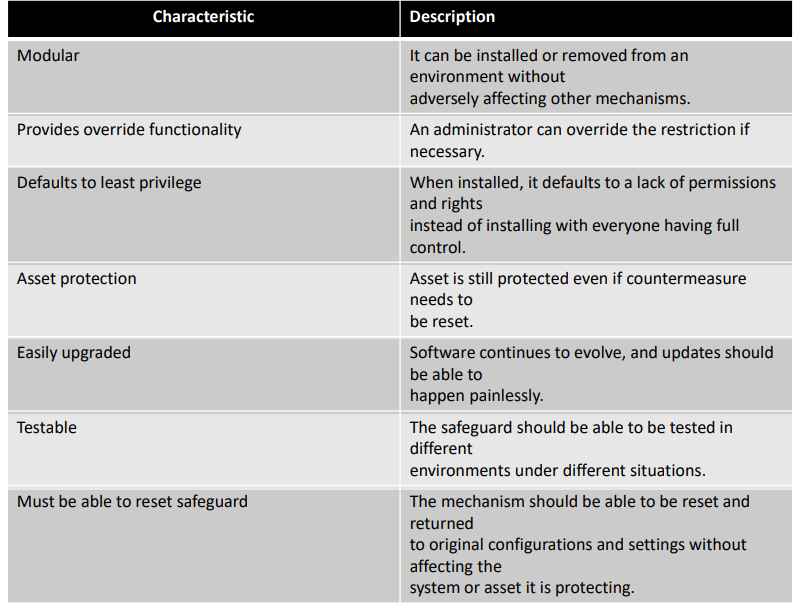 Characteristic
Description
Modular
It can be installed or removed from an
environment without
adversely affecting other mechanisms.
Provides override functionality
An administrator can override the restriction if
necessary.
Defaults to least privilege
When installed, it defaults to a lack of permissions
and rights
instead of installing with everyone having full
control.
Asset protection
Asset is still protected even if countermeasure
needs to
be reset.
Easily upgraded
Software continues to evolve, and updates should
be able to
happen painlessly.
Testable
The safeguard should be able to be tested in
different
environments under different situations.
Must be able to reset safeguard
The mechanism should be able to be reset and
returned
to original configurations and settings without
affecting the
system or asset it is protecting.